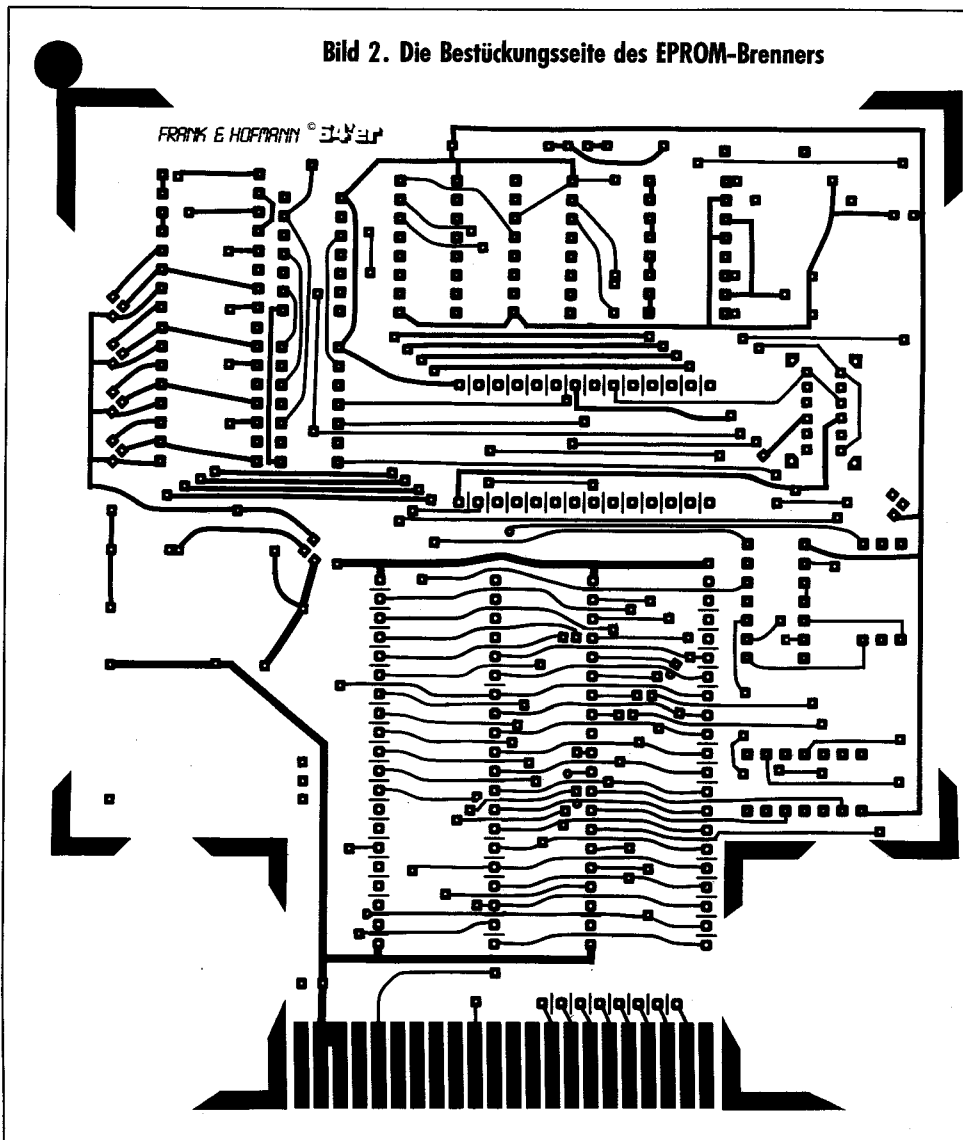 Bild 2. Die Bestückungsseite des EPROM-Brenners
FRANK & HOFMANN © 64'er